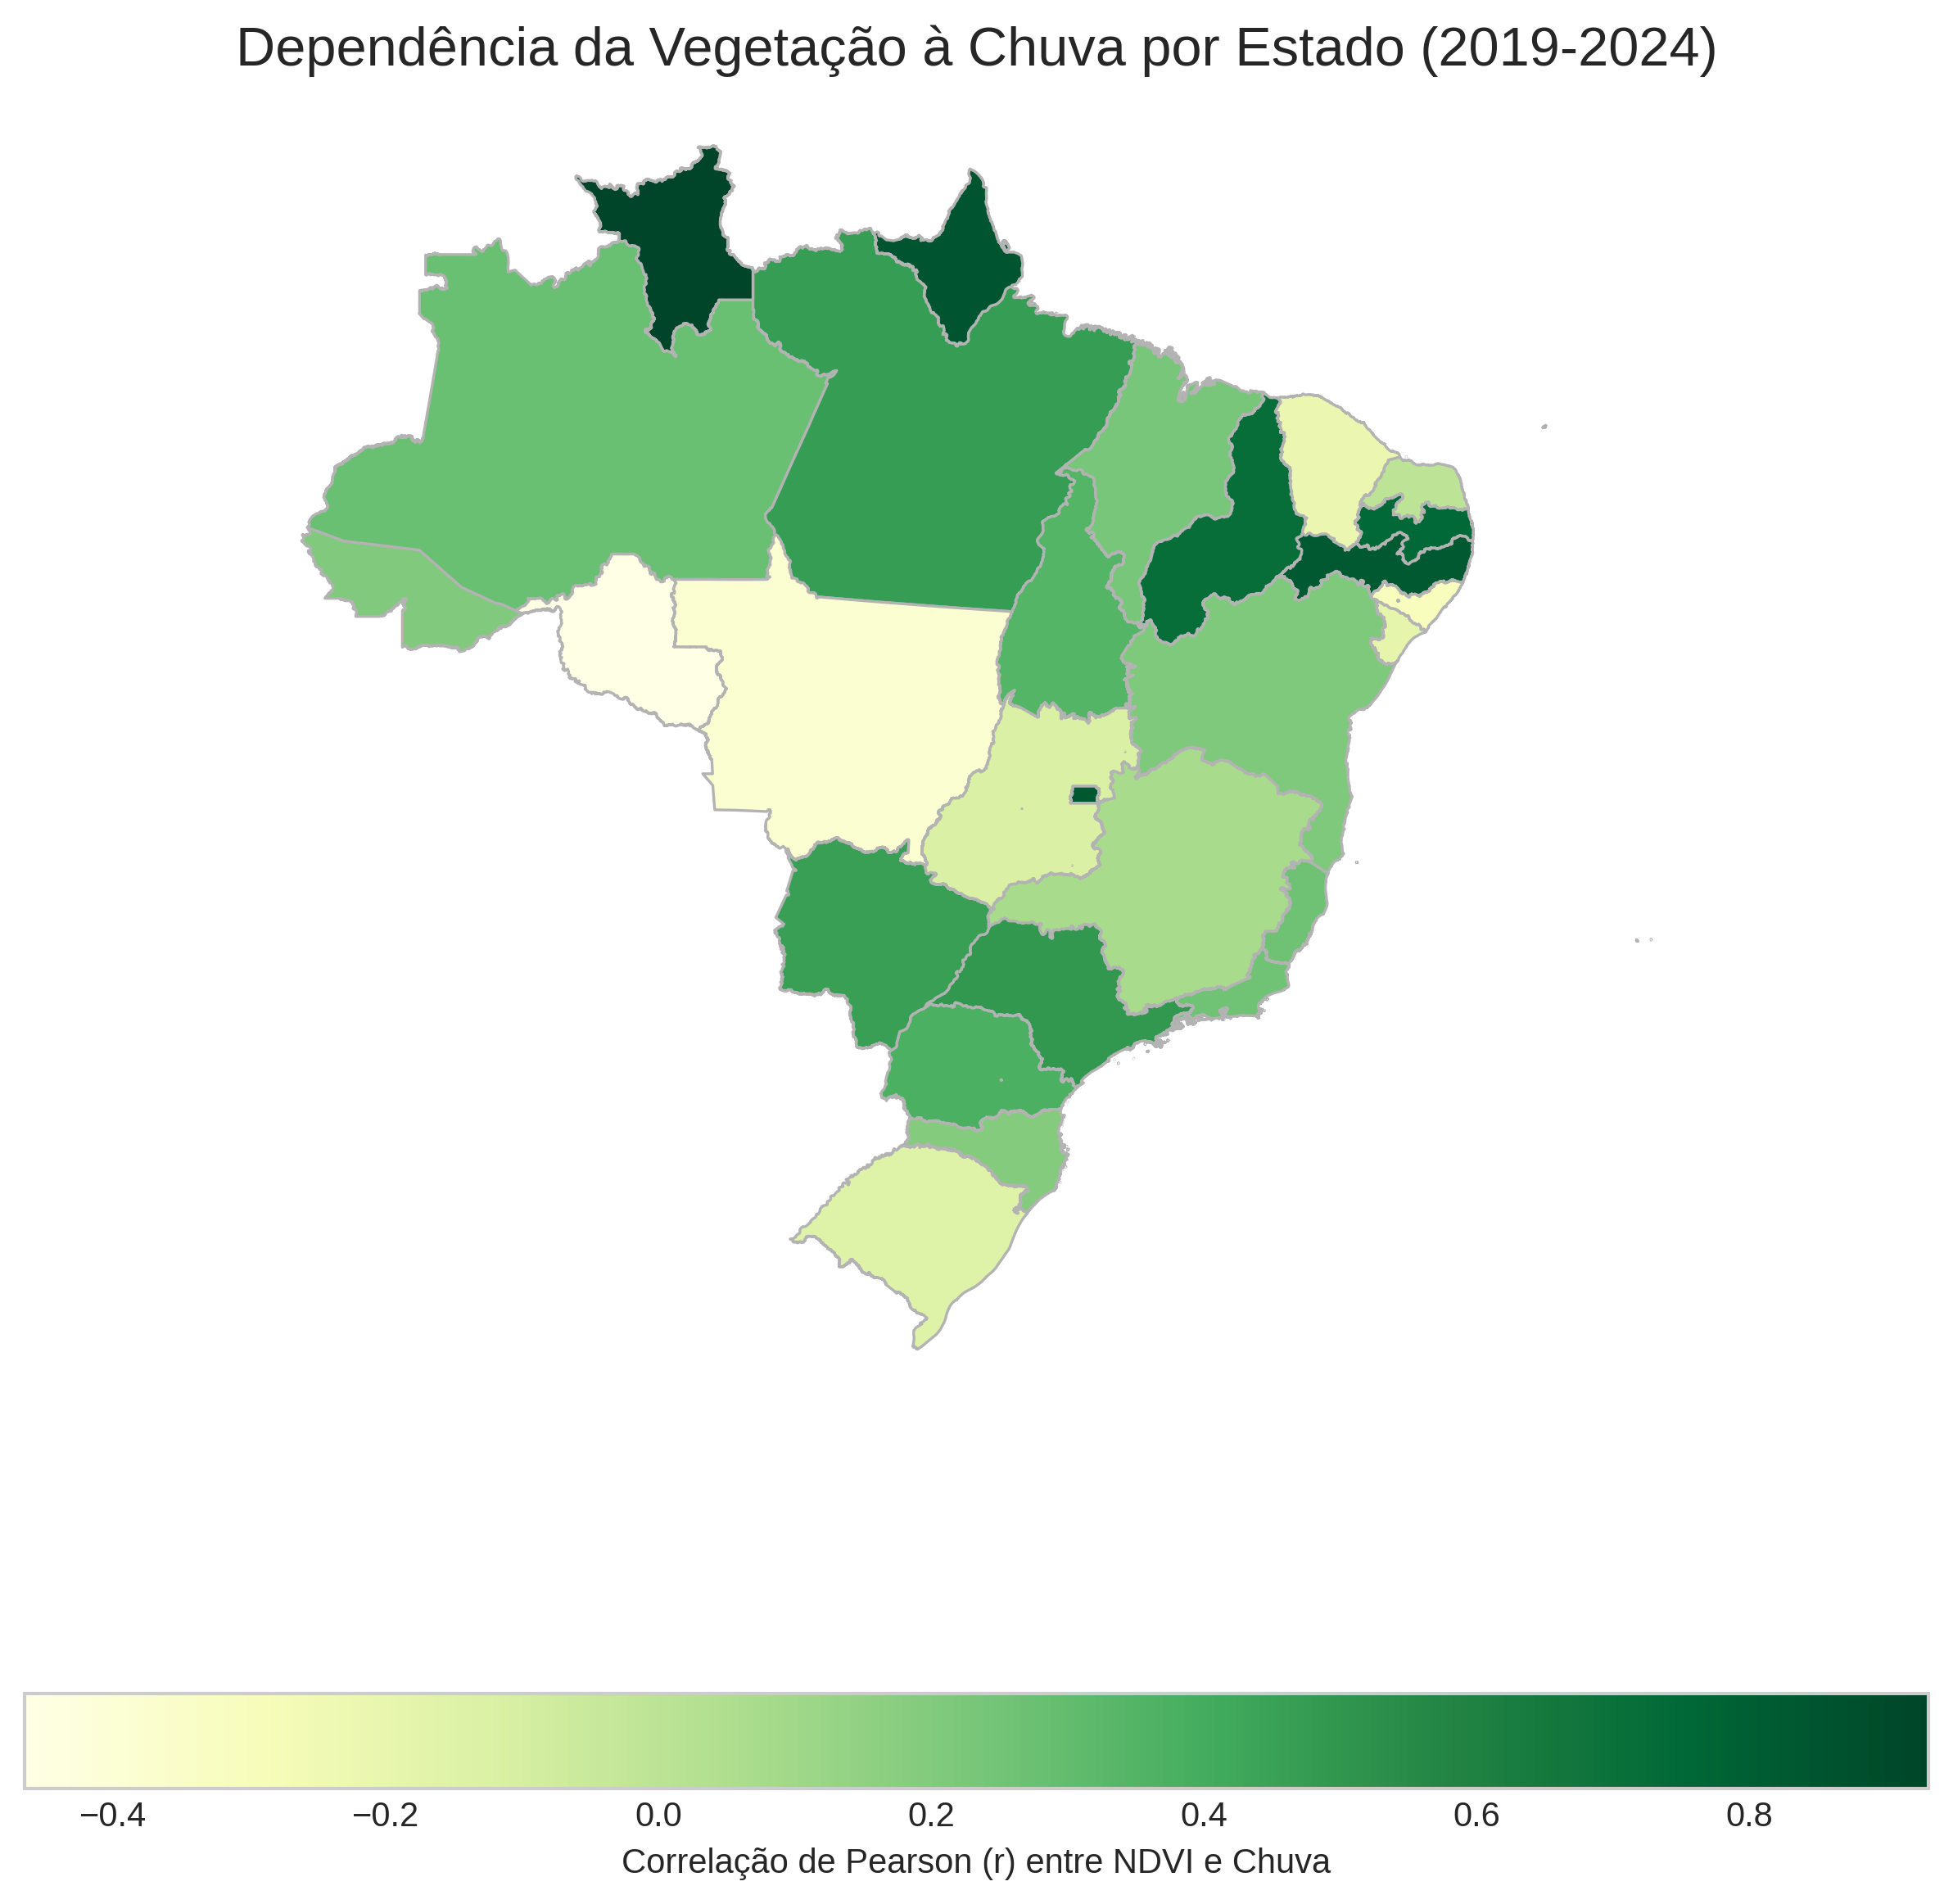 Dependência da Vegetação à Chuva por Estado (2019-2024)
−0.4 −0.2 0.0 0.2 0.4 0.6 0.8
Correlação de Pearson (r) entre NDVI e Chuva